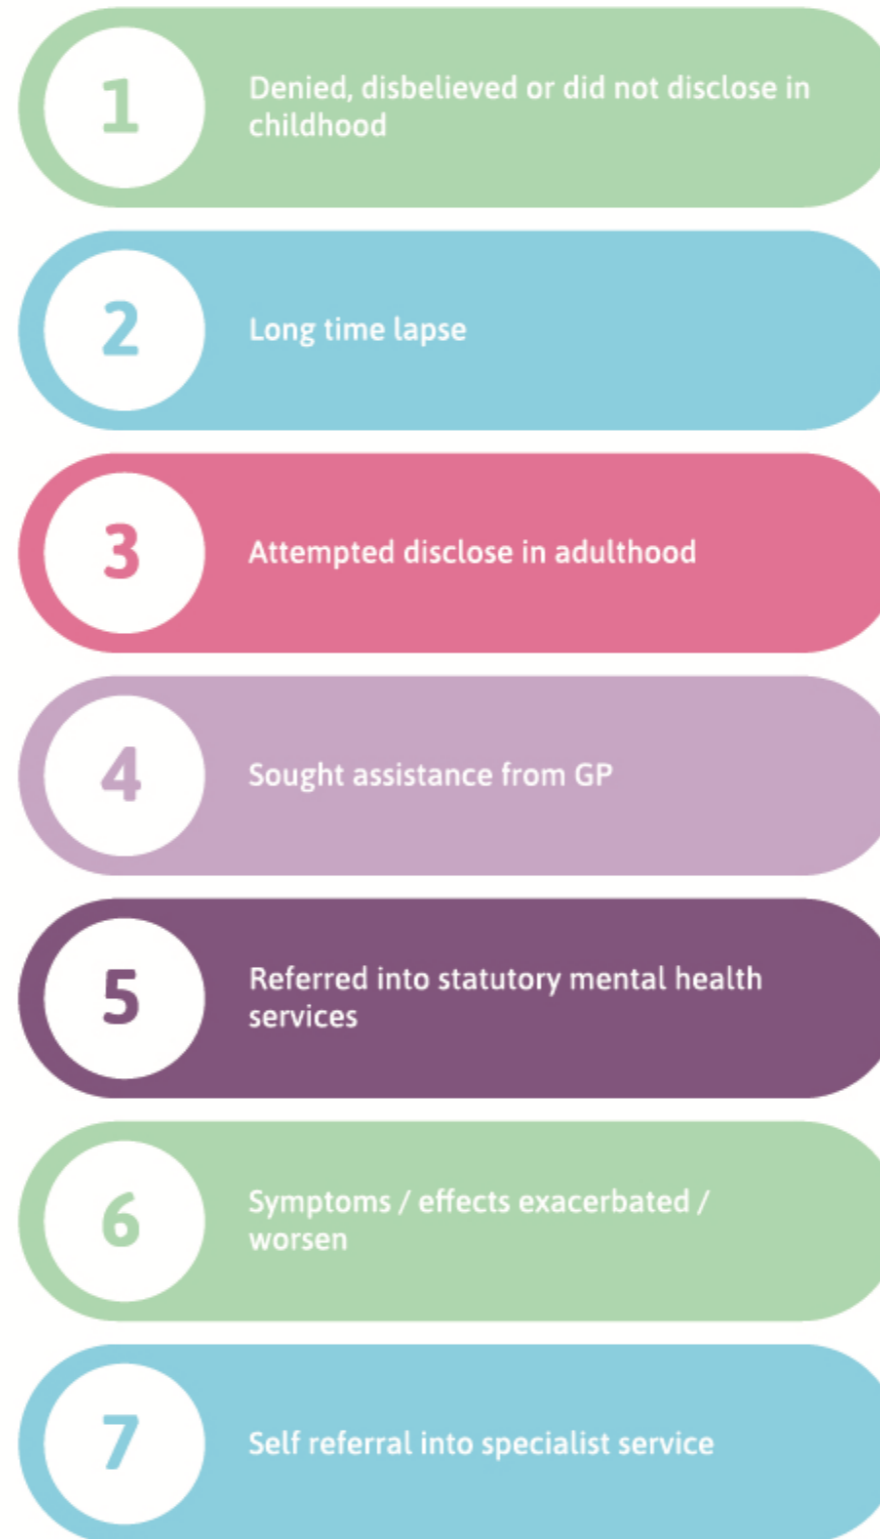 1
Denied, disbelieved or did not disclose in
childhood
2
Long time lapse
3
Attempted disclose in adulthood
4
Sought assistance from GP
5
Referred into statutory mental health
services
6
Symptoms / effects exacerbated /
worsen
7
Self referral into specialist service